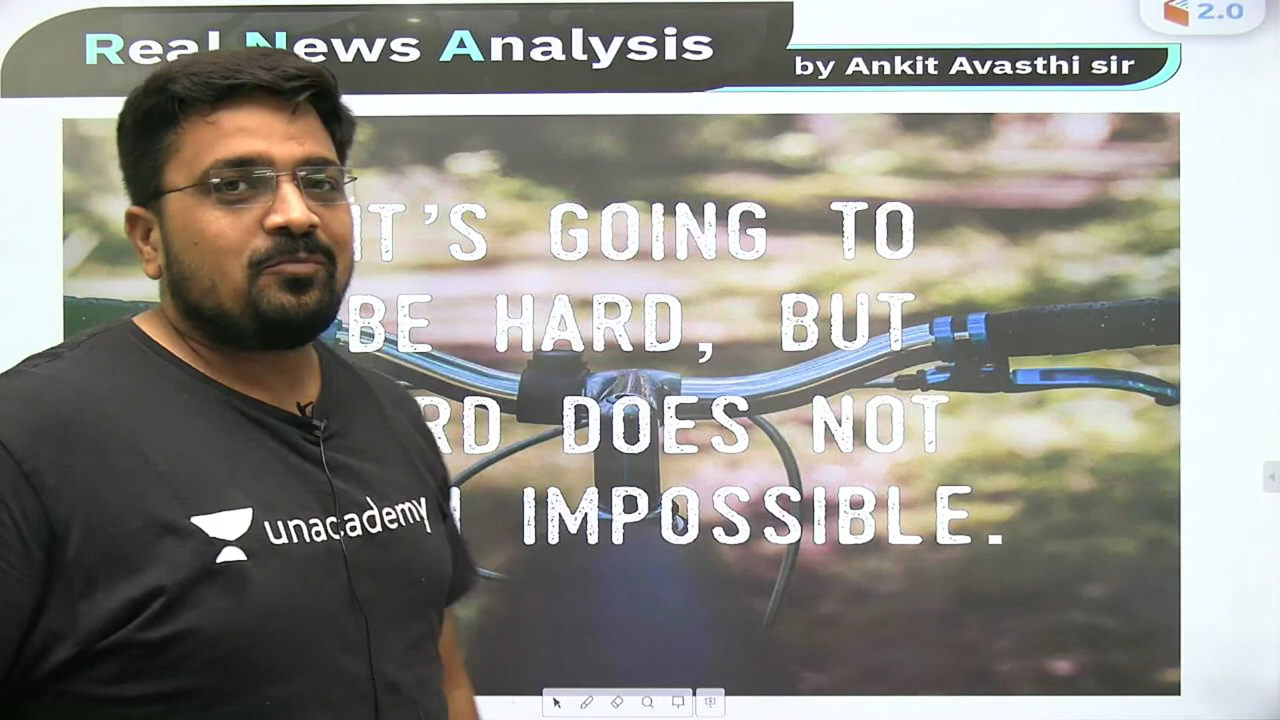 2.0
Real News Analysis
by Ankit Avasthi sir
IT'S GOING TO
BE HARD, BUT
DOES NOT
IMPOSSIBLE.
unacademy